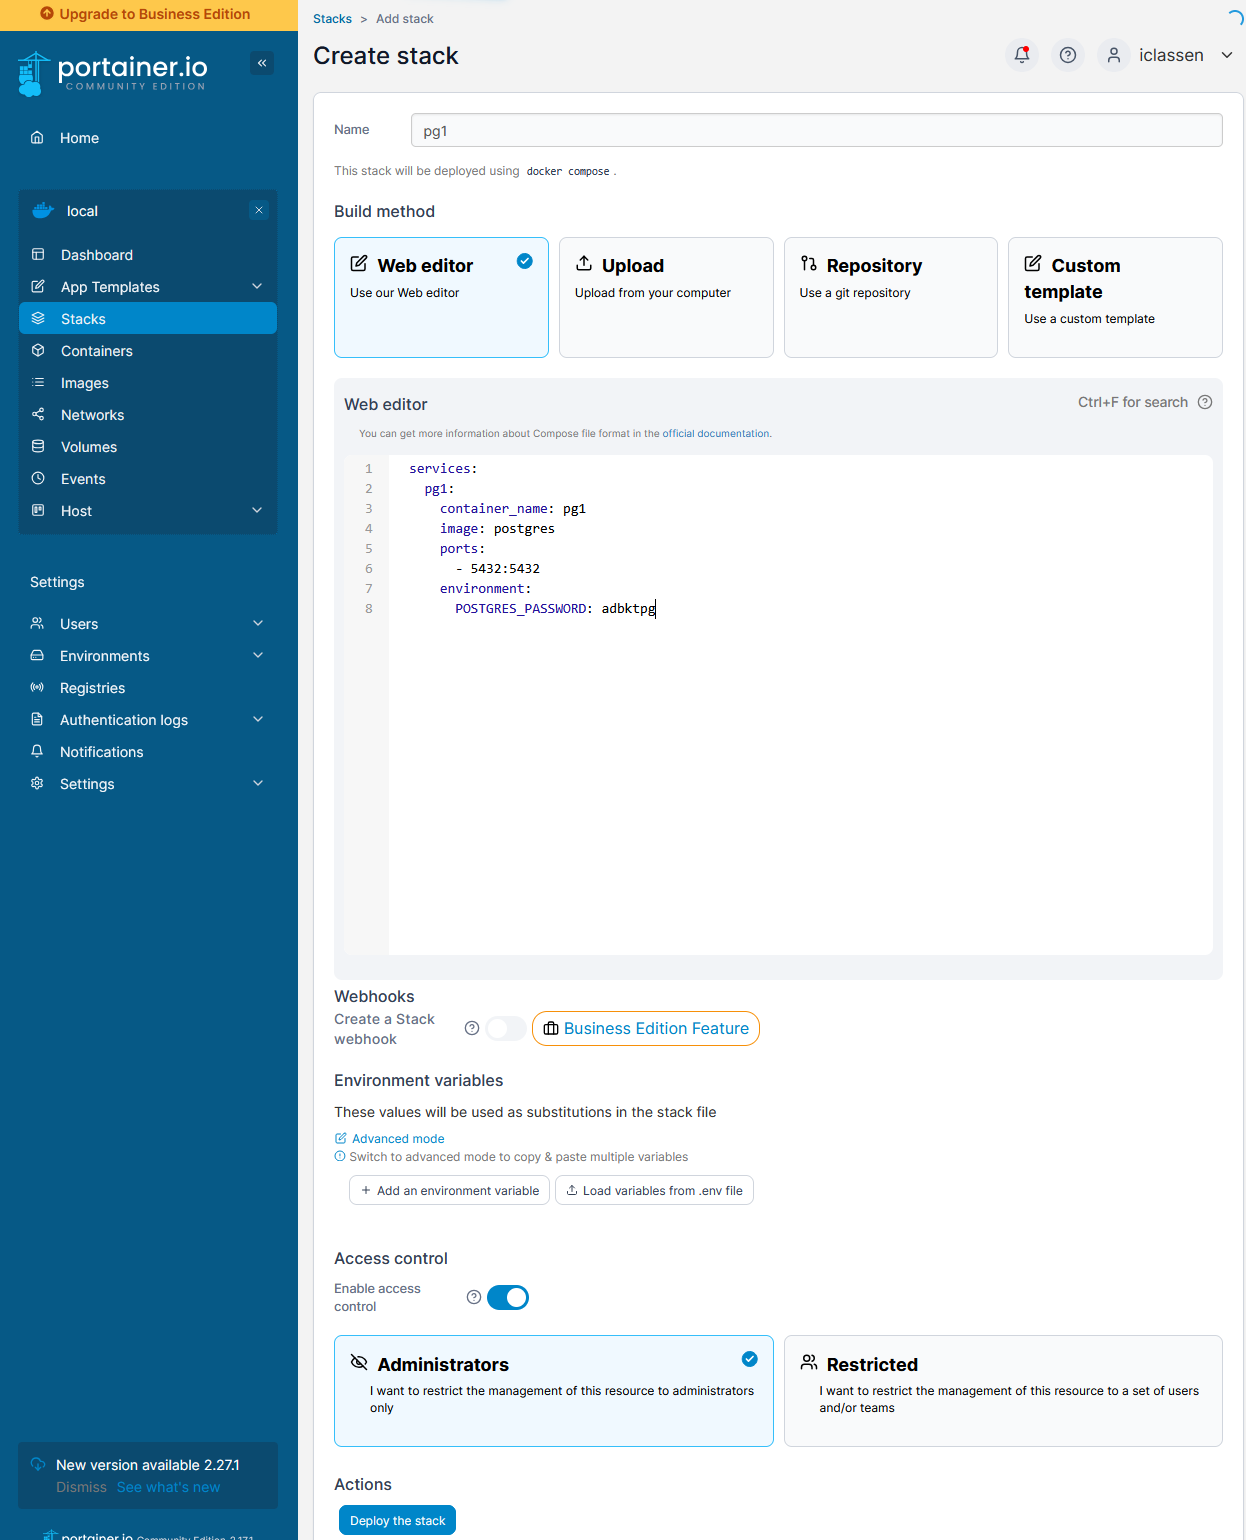 Upgrade to Business Edition
portainer.io
COMMUNITY EDITION
Home
local
Dashboard
App Templates
Stacks
Containers
Images
Networks
Volumes
Events
Host
Settings
Users
Environments
Registries
Authentication logs
Notifications
Settings
New version available 2.27.1
Dismiss See what's new
portainer.io Community Edition
Stacks > Add stack
Create stack
iclassen
Name
pg1
This stack will be deployed using docker compose .
Build method
Web editor
Use our Web editor
Upload
Upload from your computer
Repository
Use a git repository
Custom
template
Use a custom template
Web editor
Ctrl+F for search
You can get more information about Compose file format in the official documentation.
1 services:
2 pg1:
3 container_name: pg1
4 image: postgres
5 ports:
6 - 5432:5432
7 environment:
8 POSTGRES_PASSWORD: adbktpg
Webhooks
Create a Stack
webhook
Business Edition Feature
Environment variables
These values will be used as substitutions in the stack file
Advanced mode
Switch to advanced mode to copy & paste multiple variables
+ Add an environment variable
Load variables from .env file
Access control
Enable access
control
Administrators
I want to restrict the management of this resource to administrators
only
Restricted
I want to restrict the management of this resource to a set of users
and/or teams
Actions
Deploy the stack